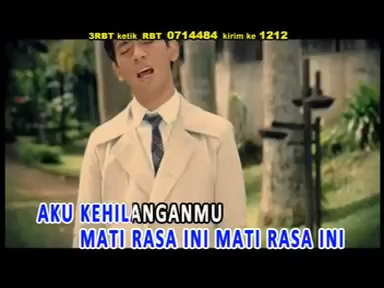 3RBT ketik RBT 0714484 kirim ke 1212
AKU KEHILANGANMU
MATI RASA INI MATI RASA INI